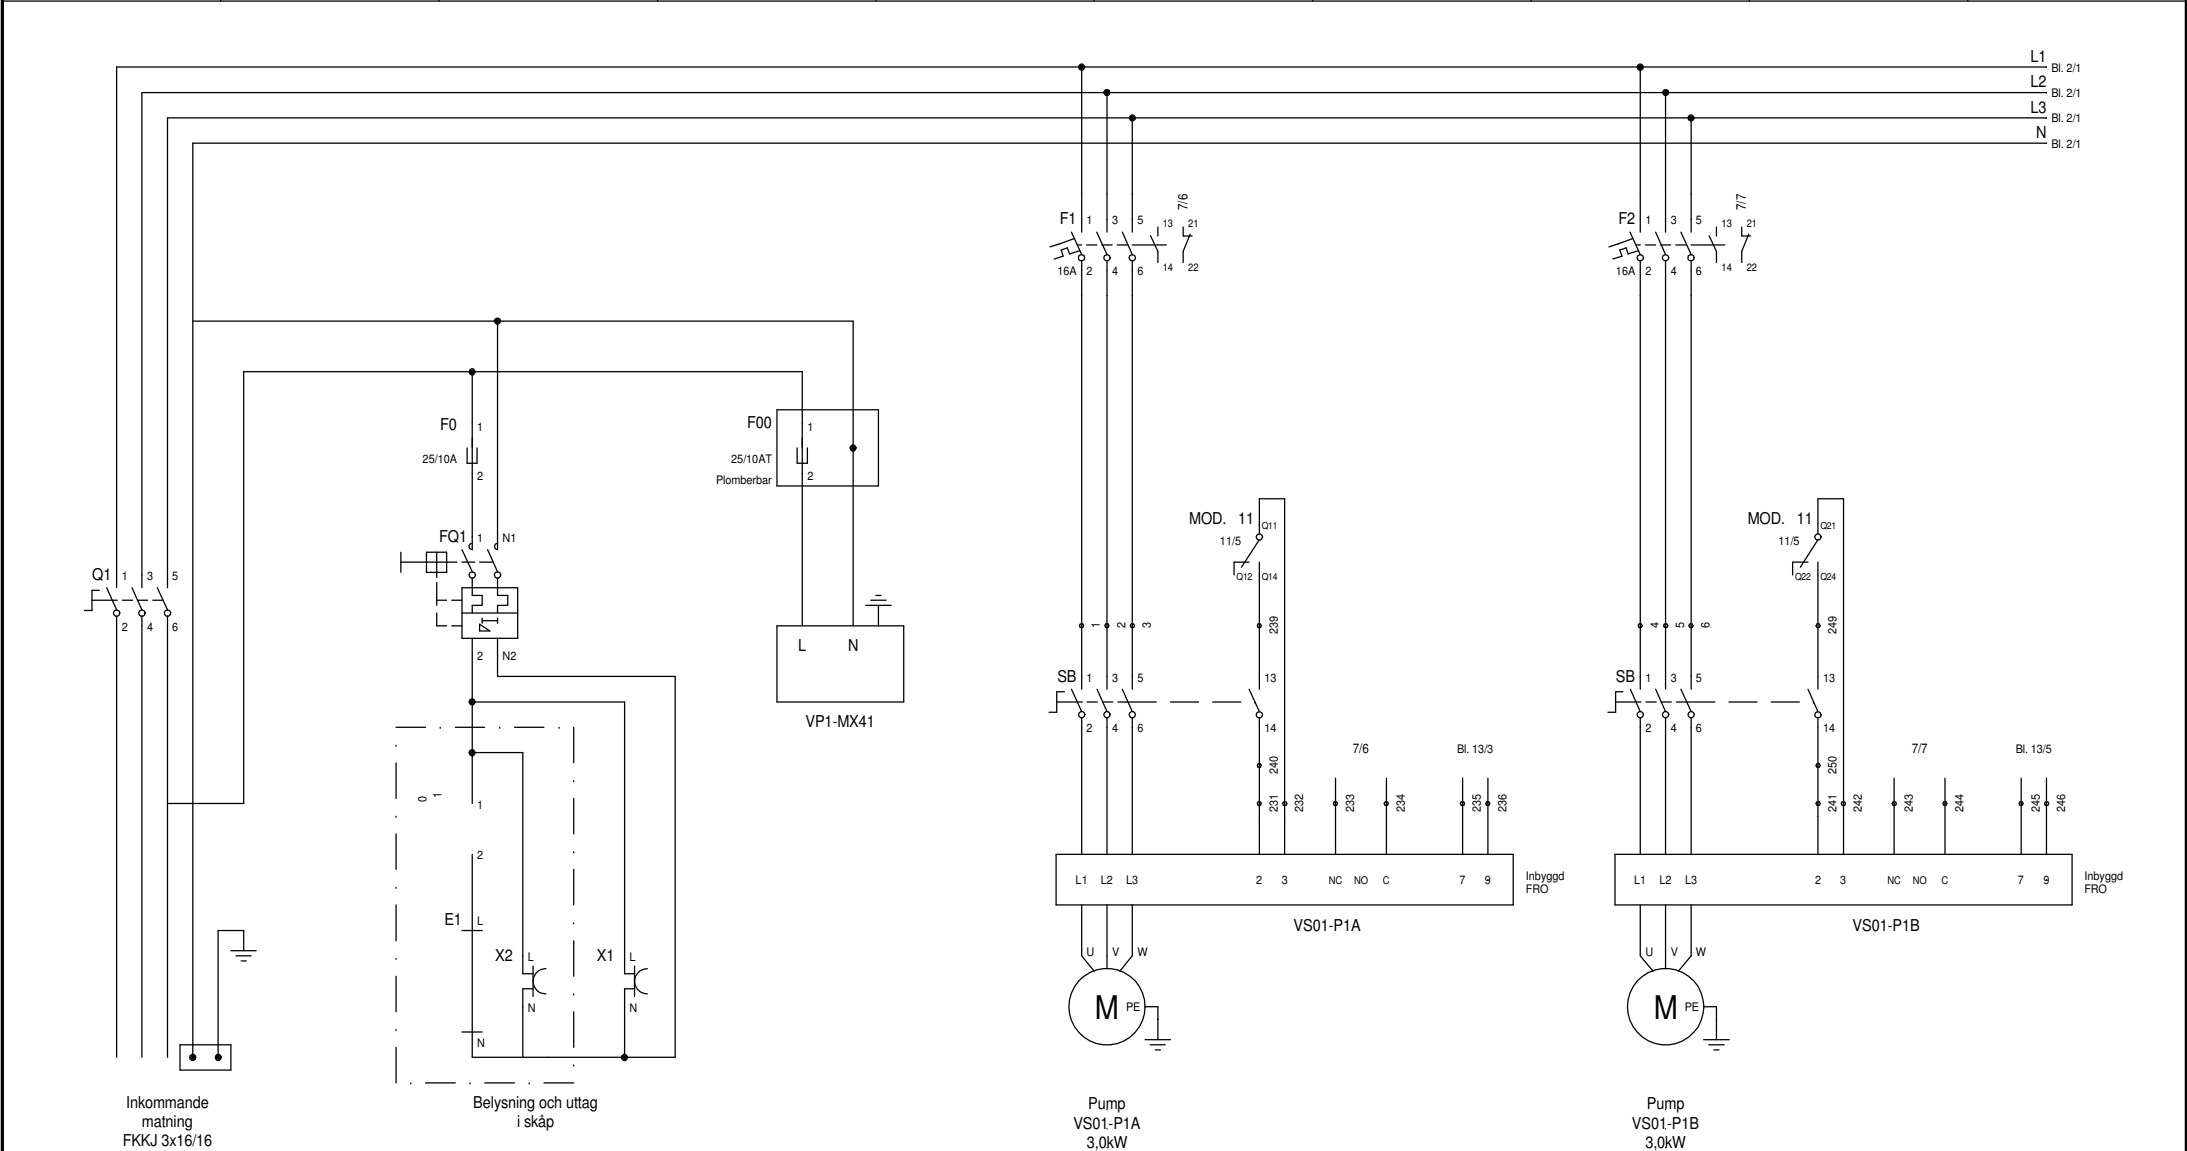 L1 Bl. 2/1
L2 Bl. 2/1
L3 Bl. 2/1
N Bl. 2/1
F1 1 3 5 13 21 7/6
16A 2 4 6 14 22
F2 1 3 5 13 21 7/7
16A 2 4 6 14 22
F0 1
25/10A
2
F00 1
25/10AT
Plomberbar 2
FQ1 1 N1
2 N2
Q1 1 3 5
2 4 6
L N
VP1-MX41
0 1
1
2
E1 L
N
X2 L
N
X1 L
N
Inkommande
matning
FKKJ 3x16/16
Belysning och uttag
i skåp
MOD. 11 Q11
11/5
Q12 Q14
1 2 3 239
SB 1 3 5 13
2 4 6 14
240
7/6 Bl. 13/3
231 232 233 234 235 236
L1 L2 L3 2 3 NC NO C 7 9
Inbyggd
FRO
VS01-P1A
U V W
M PE
Pump
VS01-P1A
3,0kW
MOD. 11 Q21
11/5
Q22 Q24
4 5 6 249
SB 1 3 5 13
2 4 6 14
250
7/7 Bl. 13/5
241 242 243 244 245 246
L1 L2 L3 2 3 NC NO C 7 9
Inbyggd
FRO
VS01-P1B
U V W
M PE
Pump
VS01-P1B
3,0kW